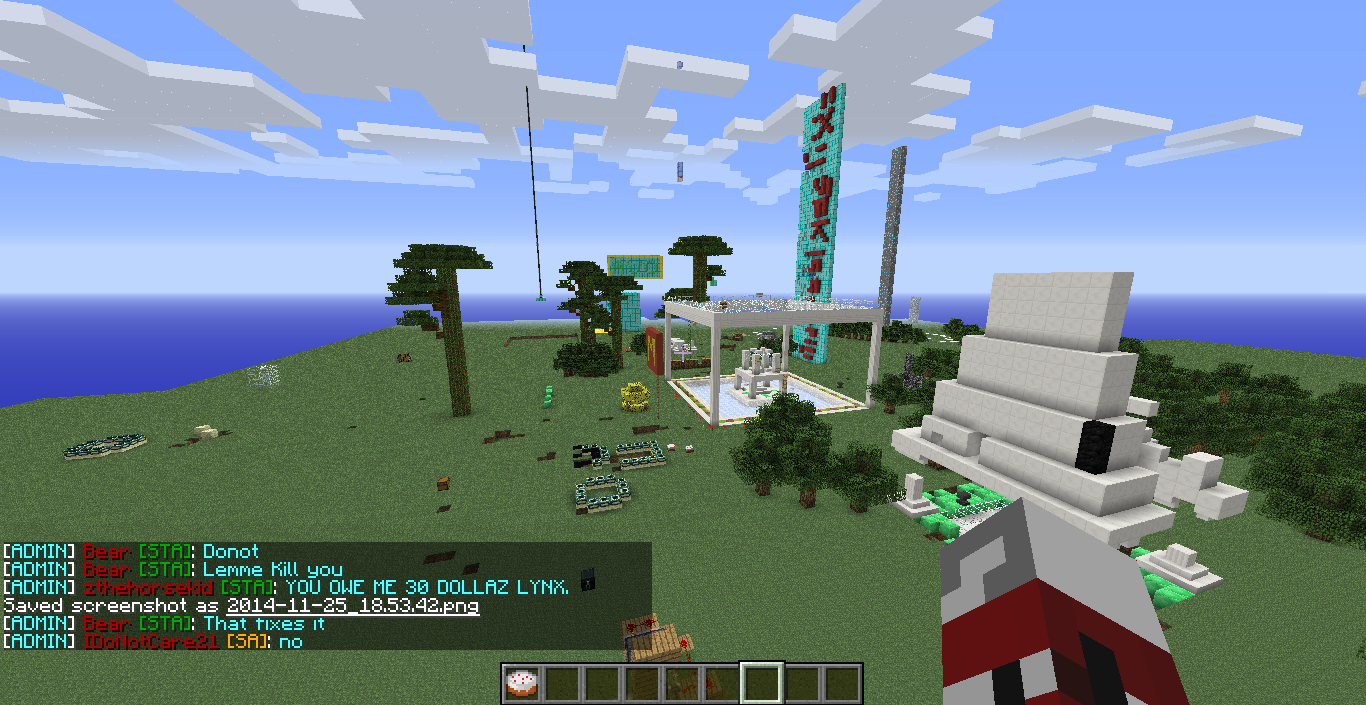 [ADMIN] Bear [STA]: Donot
[ADMIN] Bear [STA]: Lemme Kill you
[ADMIN] zthehorsekid [STA]: YOU OWE ME 30 DOLLAZ LYNX.
Saved screenshot as 2014-11-25_18.53.42.png
[ADMIN] Bear [STA]: That fixes it
[ADMIN] IDoNotCare21 [SA]: no